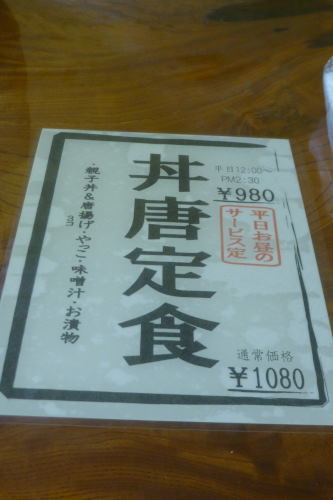 平日12:00～
PM2:30
￥980
平日お昼の
サービス定
丼唐定食
・親子丼&唐揚げ・やっこ・味噌汁・お漬物
通常価格
￥1080